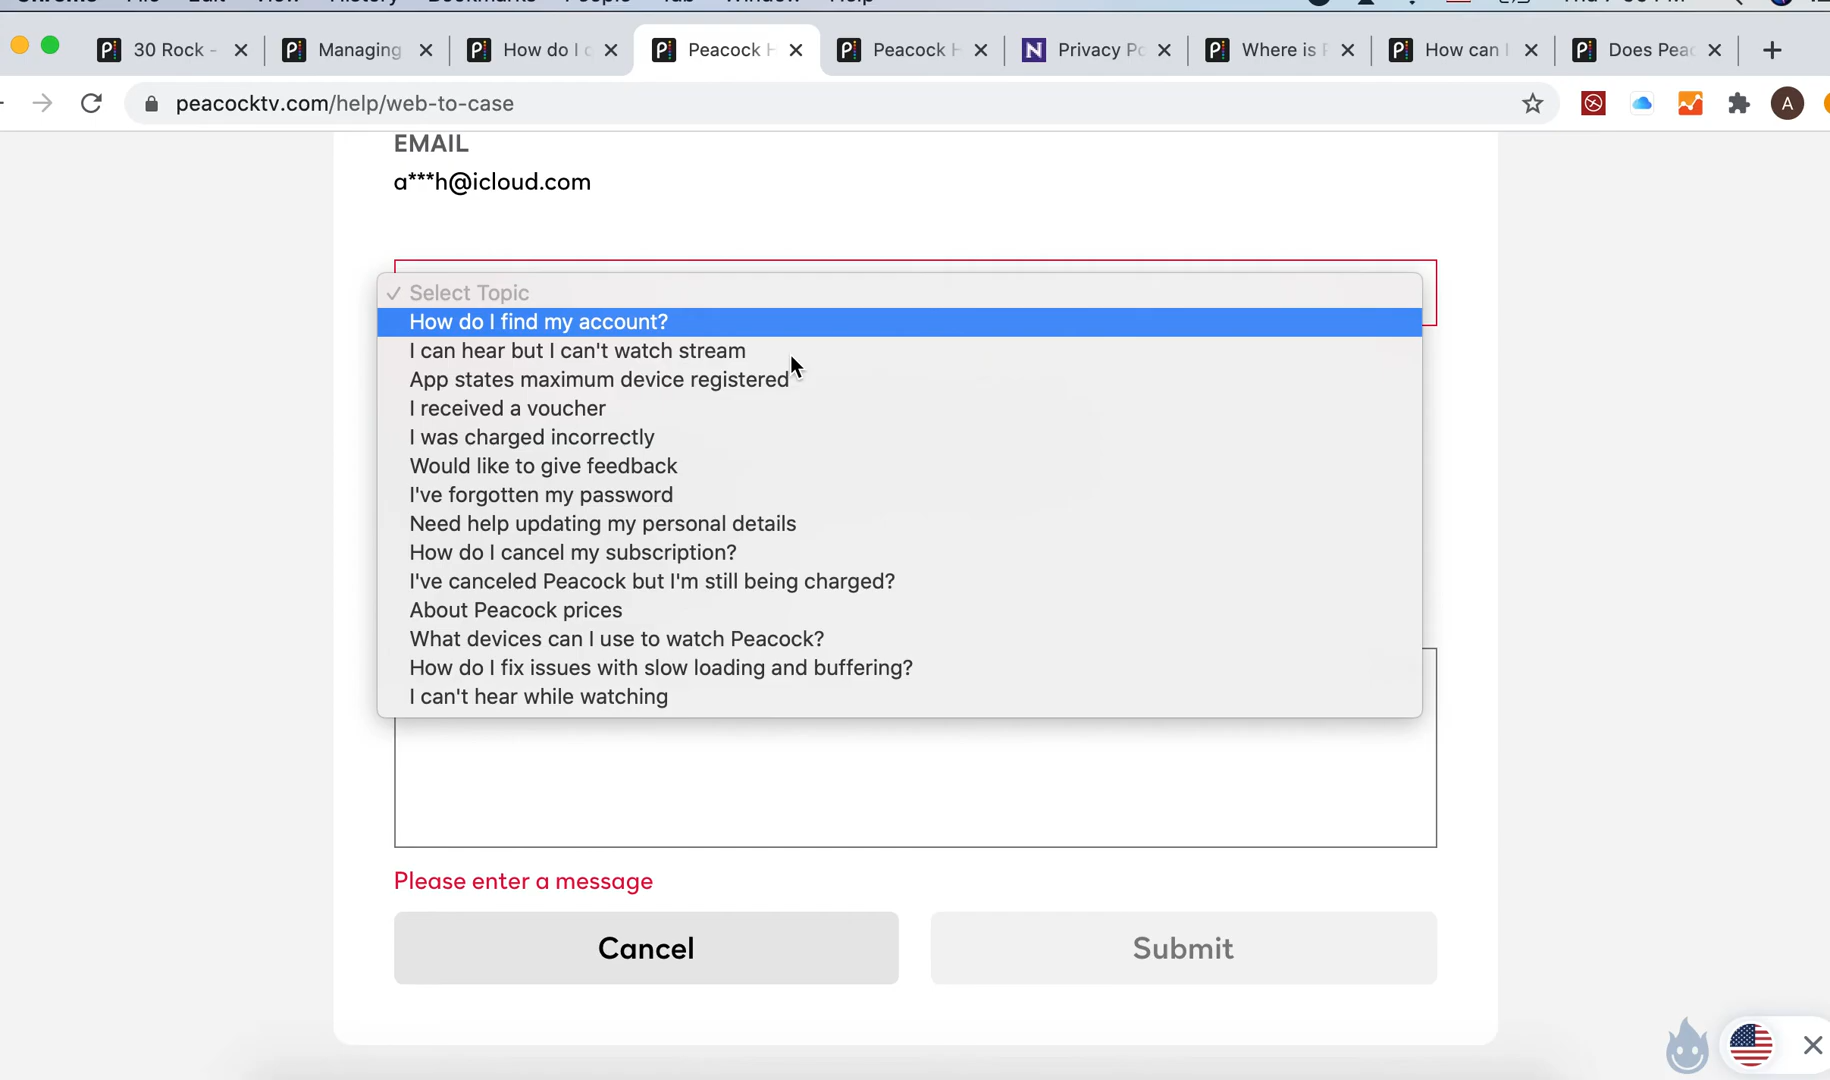 30 Rock -
Managing
How do I c
Peacock H
Peacock H
Privacy Po
Where is P
How can I
Does Peac
peacocktv.com/help/web-to-case
A
EMAIL
a***h@icloud.com
✓ Select Topic
How do I find my account?
I can hear but I can't watch stream
App states maximum device registered
I received a voucher
I was charged incorrectly
Would like to give feedback
I've forgotten my password
Need help updating my personal details
How do I cancel my subscription?
I've canceled Peacock but I'm still being charged?
About Peacock prices
What devices can I use to watch Peacock?
How do I fix issues with slow loading and buffering?
I can't hear while watching
Please enter a message
Cancel
Submit